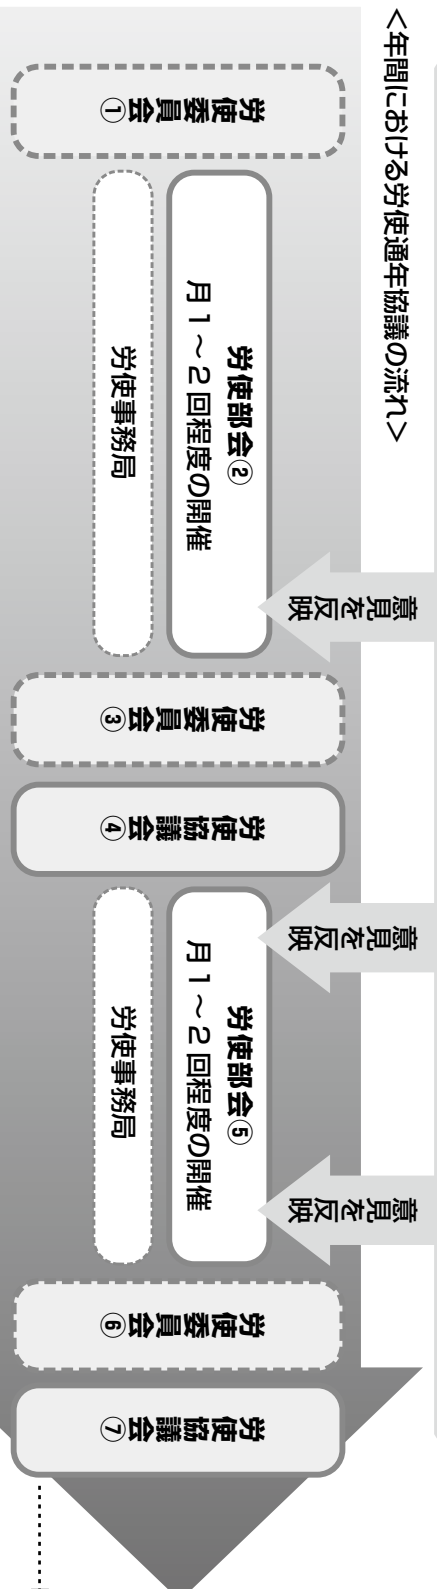 ＜年間における労使通年協議の流れ＞
労使委員会①
労使部会②
月１～２回程度の開催
労使事務局
意見を反映
労使委員会③
労使協議会④
意見を反映
労使部会⑤
月１～２回程度の開催
労使事務局
意見を反映
労使委員会⑥
労使協議会⑦